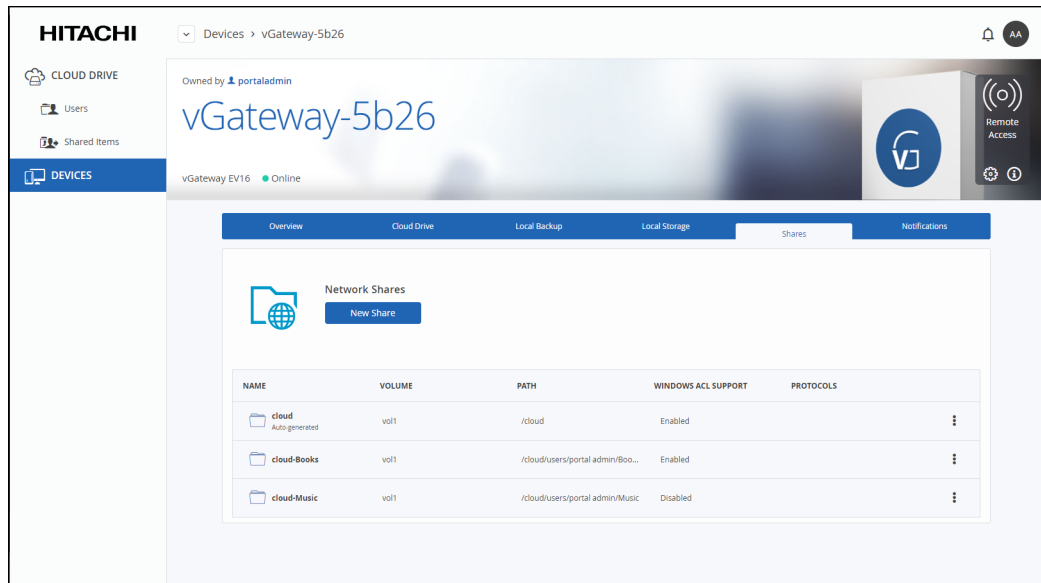 HITACHI
Devices > vGateway-5b26
AA
CLOUD DRIVE
Users
Shared Items
DEVICES
Owned by portaladmin
vGateway-5b26
vGateway EV16 Online
Remote
Access
Overview Cloud Drive Local Backup Local Storage Shares Notifications
Network Shares
New Share
NAME VOLUME PATH WINDOWS ACL SUPPORT PROTOCOLS
cloud
Auto-generated
vol1 /cloud Enabled
cloud-Books vol1 /cloud/users/portal admin/Boo... Enabled
cloud-Music vol1 /cloud/users/portal admin/Music Disabled